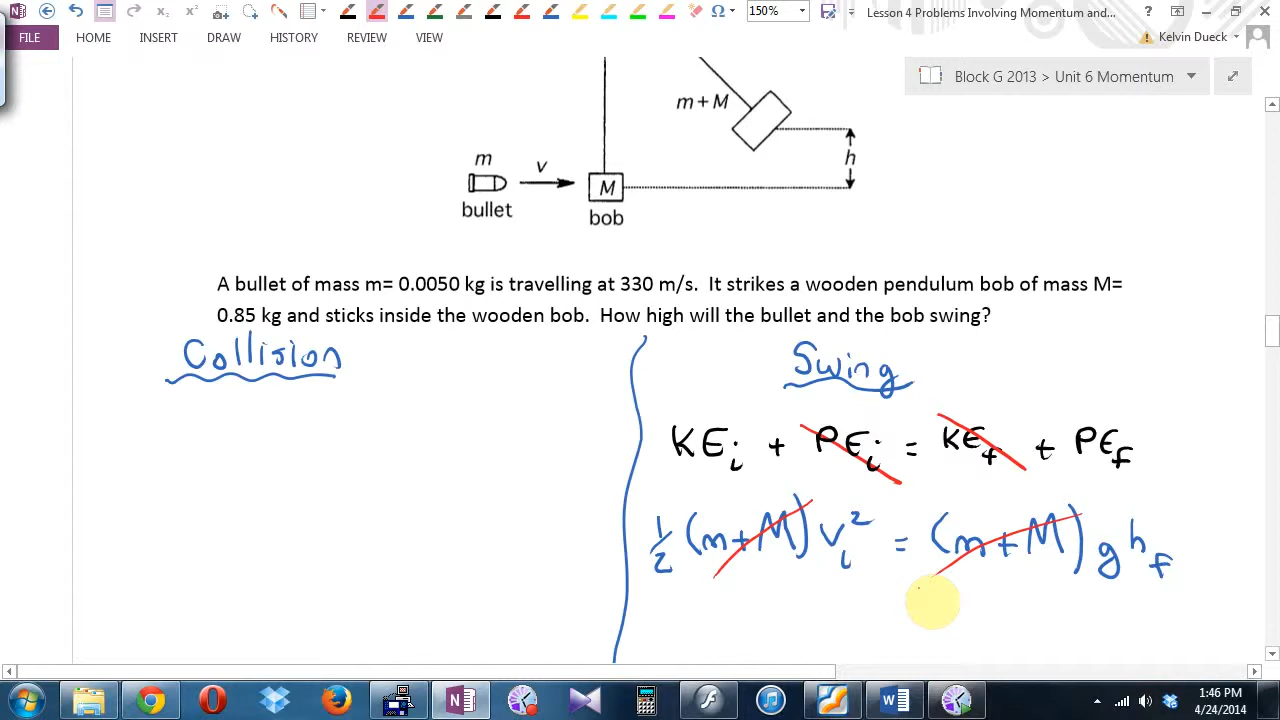 150%
Lesson 4 Problems Involving Momentum and...
FILE HOME INSERT DRAW HISTORY REVIEW VIEW
Kelvin Dueck
Block G 2013 > Unit 6 Momentum
m + M
h
m
v
M
bullet
bob
A bullet of mass m= 0.0050 kg is travelling at 330 m/s. It strikes a wooden pendulum bob of mass M=
0.85 kg and sticks inside the wooden bob. How high will the bullet and the bob swing?
Collision
Swing
KEi + PEi = KEf + PEf
½ (m+M) vi² = (m+M) g hf
1:46 PM
4/24/2014